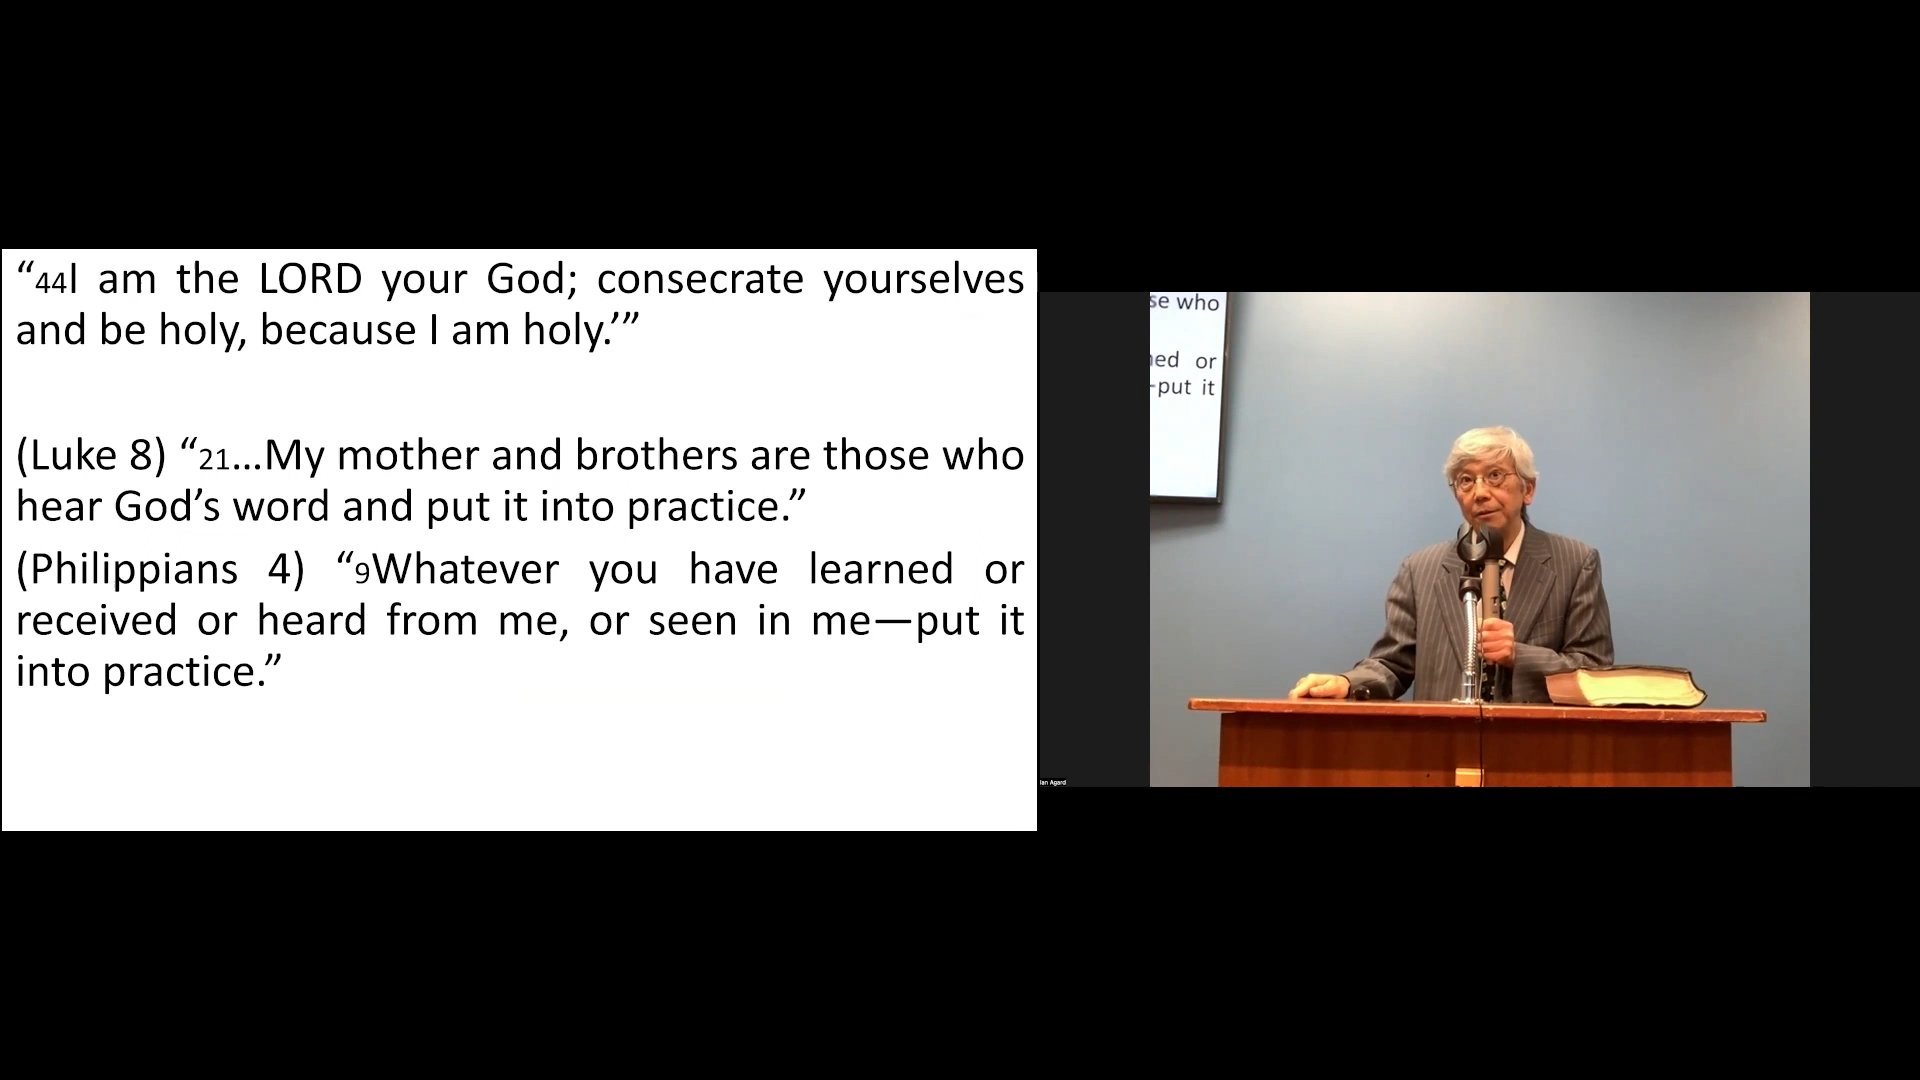 “44I am the LORD your God; consecrate yourselves
and be holy, because I am holy.’”
(Luke 8) “21...My mother and brothers are those who
hear God’s word and put it into practice.”
(Philippians 4) “9Whatever you have learned or
received or heard from me, or seen in me—put it
into practice.”
se who
ned or
-put it
Ian Agard